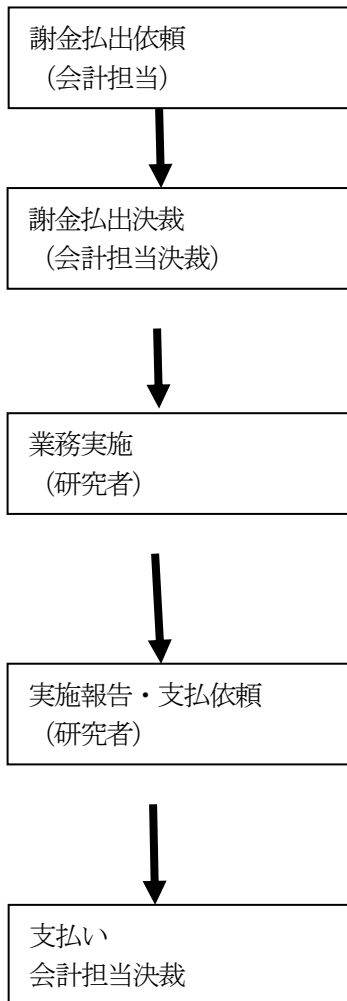 謝金払出依頼
（会計担当）
謝金払出決裁
（会計担当決裁）
業務実施
（研究者）
実施報告・支払依頼
（研究者）
支払い
会計担当決裁